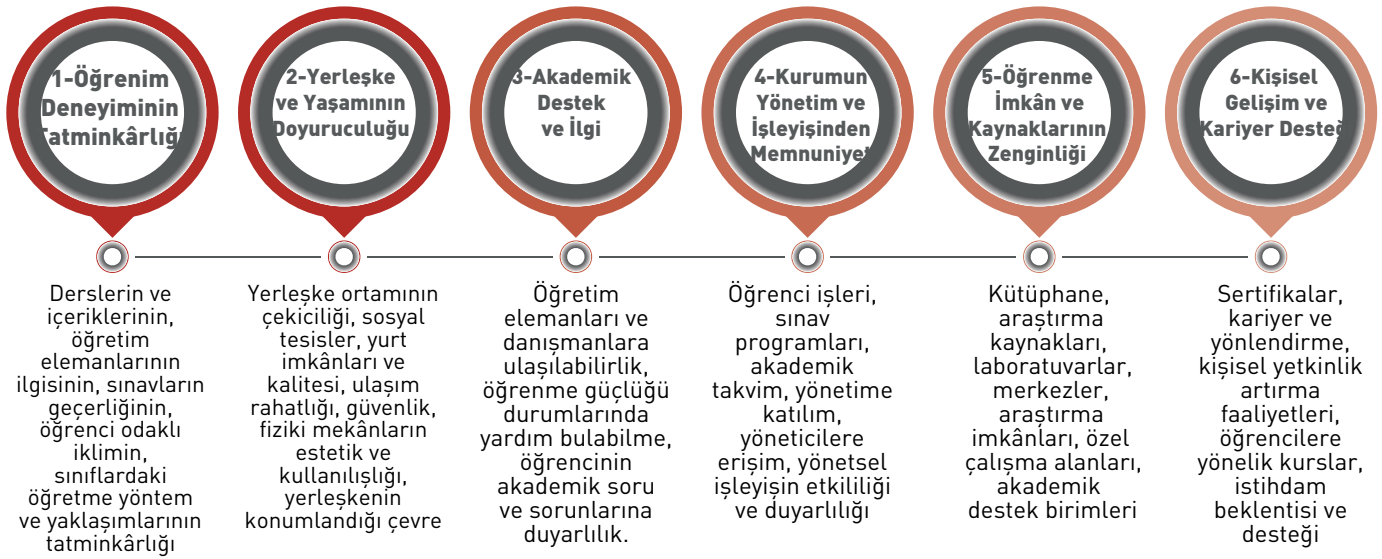 1-Öğrenim
Deneyiminin
Tatminkârlığı
2-Yerleşke
ve Yaşamının
Doyuruculuğu
3-Akademik
Destek
ve İlgi
4-Kurumun
Yönetim ve
İşleyişinden
Memnuniyet
5-Öğrenme
İmkân ve
Kaynaklarının
Zenginliği
6-Kişisel
Gelişim ve
Kariyer Desteğ
Derslerin ve
içeriklerinin,
öğretim
elemanlarının
ilgisinin, sınavların
geçerliğinin,
öğrenci odaklı
iklimin,
sınıflardaki
öğretme yöntem
ve yaklaşımlarının
tatminkârlığı
Yerleşke ortamının
çekiciliği, sosyal
tesisler, yurt
imkânları ve
kalitesi, ulaşım
rahatlığı, güvenlik,
fiziki mekânların
estetik ve
kullanılışlığı,
yerleşkenin
konumlandığı çevre
Öğretim
elemanları ve
danışmanlara
ulaşılabilirlik,
öğrenme güçlüğü
durumlarında
yardım bulabilme,
öğrencinin
akademik soru
ve sorunlarına
duyarlılık.
Öğrenci işleri,
sınav
programları,
akademik
takvim, yönetime
katılım,
yöneticilere
erişim, yönetsel
işleyişin etkililiği
ve duyarlılığı
Kütüphane,
araştırma
kaynakları,
laboratuvarlar,
merkezler,
araştırma
imkânları, özel
çalışma alanları,
akademik
destek birimleri
Sertifikalar,
kariyer ve
yönlendirme,
kişisel yetkinlik
artırma
faaliyetleri,
öğrencilere
yönelik kurslar,
istihdam
beklentisi ve
desteği